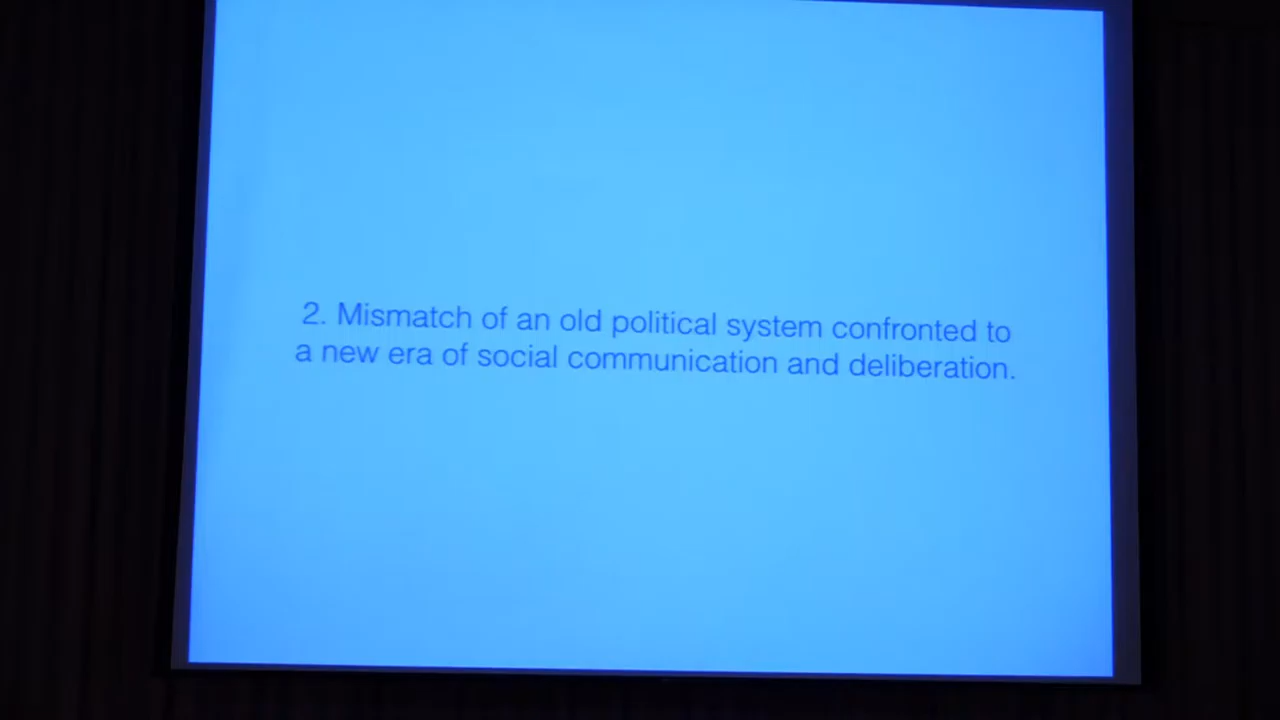 2. Mismatch of an old political system confronted to
a new era of social communication and deliberation.